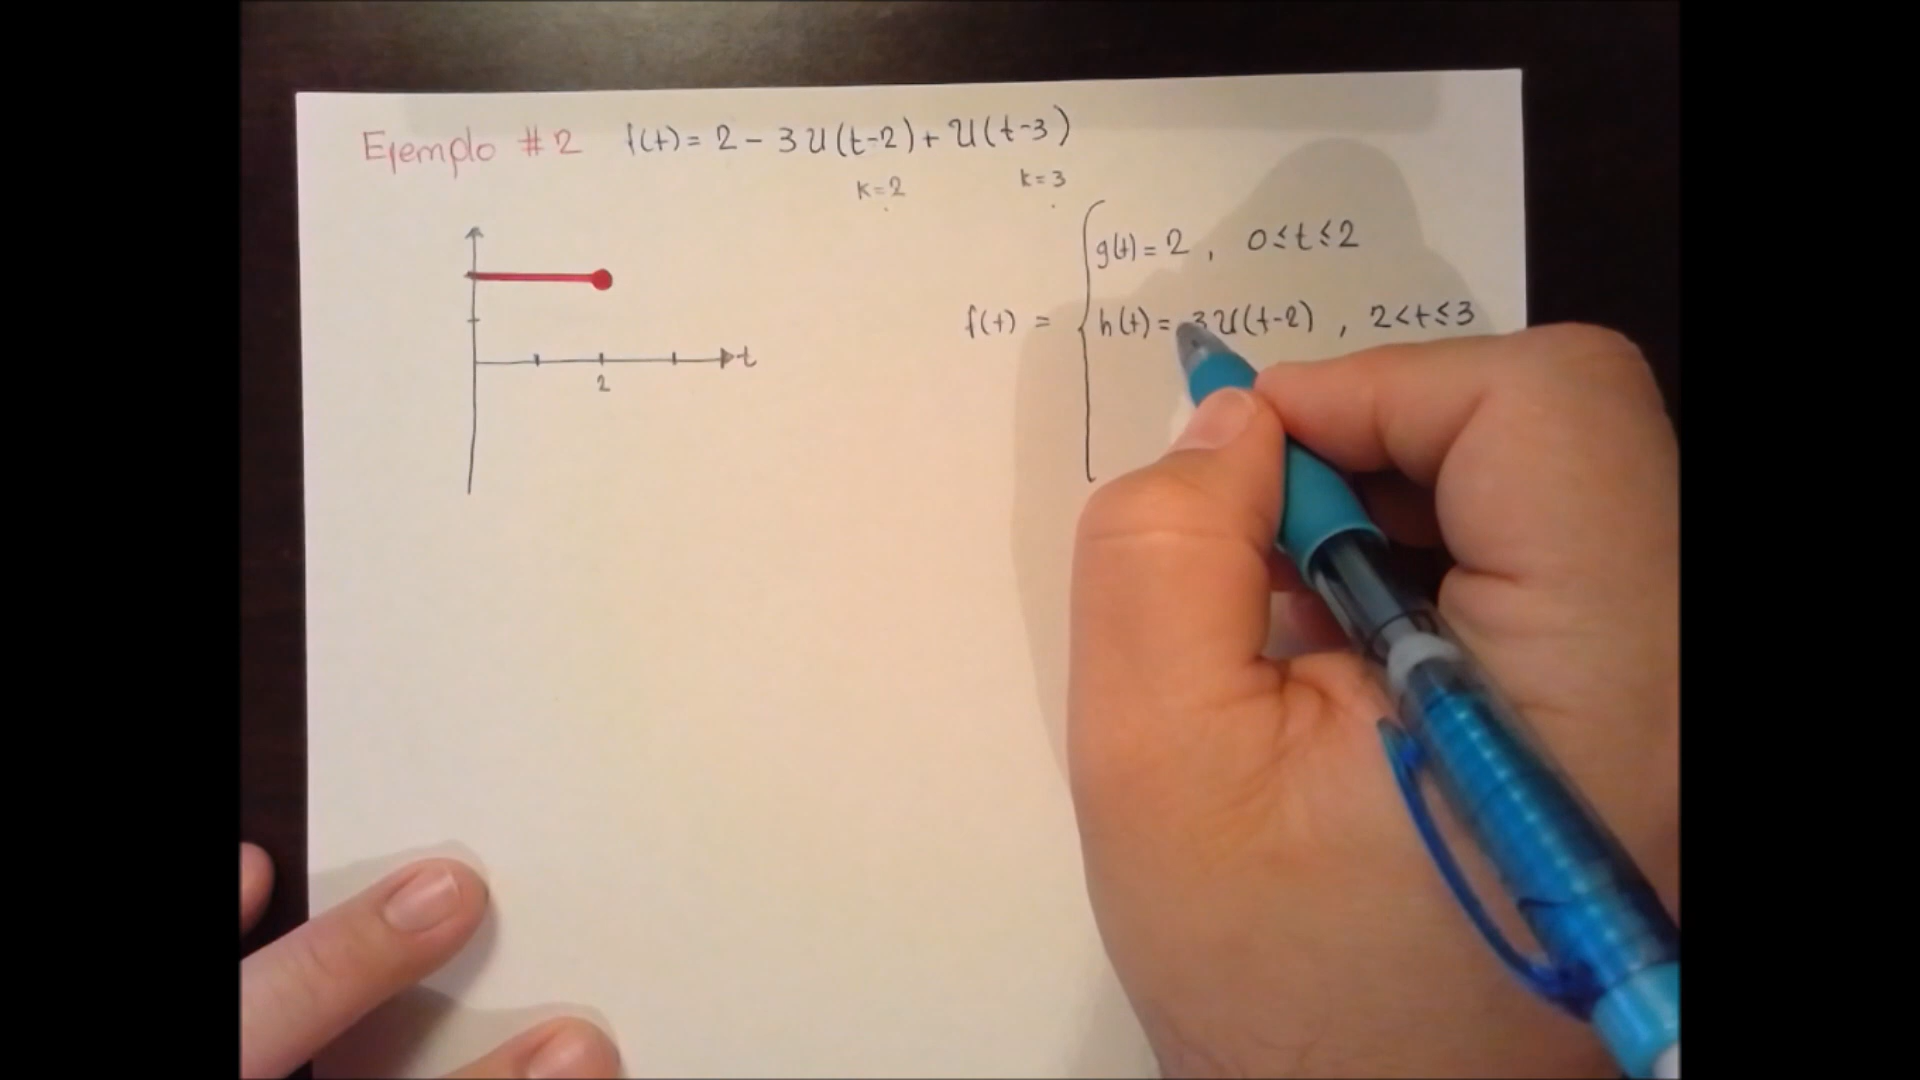 Ejemplo #2 f(t) = 2 - 3U(t-2) + U(t-3)
k=2 k=3
g(t) = 2 , 0≤t≤2
f(t) = h(t) = 3U(t-2) , 2<t≤3
t
2